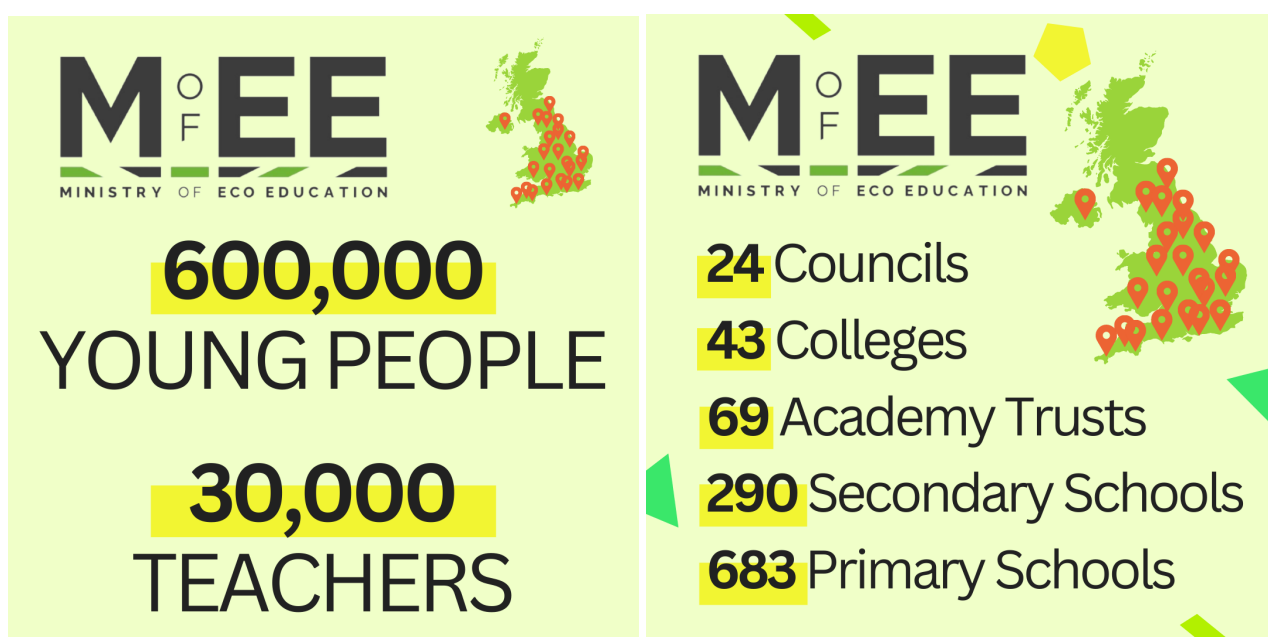 M OF EE
MINISTRY OF ECO EDUCATION
600,000
YOUNG PEOPLE
30,000
TEACHERS
M OF EE
MINISTRY OF ECO EDUCATION
24 Councils
43 Colleges
69 Academy Trusts
290 Secondary Schools
683 Primary Schools